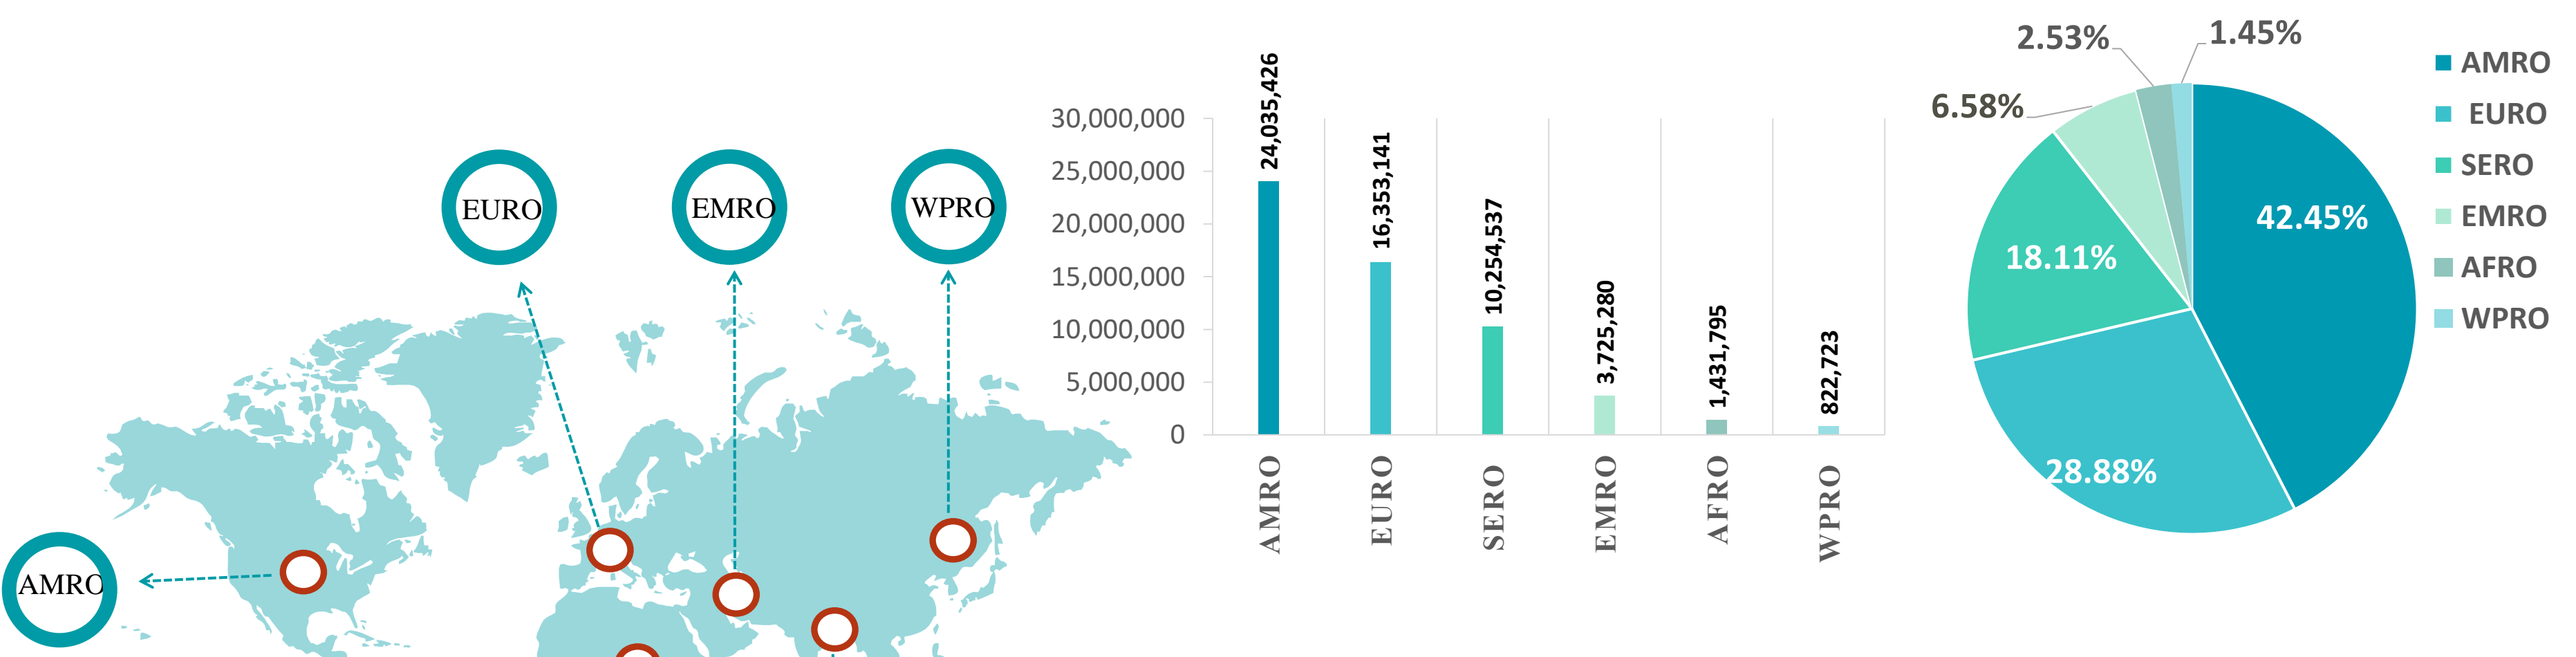 EURO
EMRO
WPRO
AMRO
30,000,000
25,000,000
20,000,000
15,000,000
10,000,000
5,000,000
0
24,035,426
16,353,141
10,254,537
3,725,280
1,431,795
822,723
AMRO
EURO
SERO
EMRO
AFRO
WPRO
2.53%
1.45%
6.58%
42.45%
18.11%
28.88%
AMRO
EURO
SERO
EMRO
AFRO
WPRO